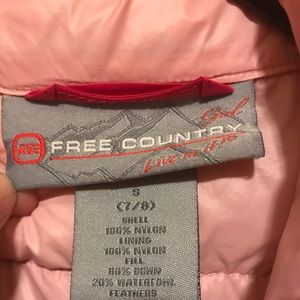 Girl
FREE COUNTRY
LIVE IN IT.
S
(7/8)
SHELL
100% NYLON
LINING
100% NYLON
FILL
80% DOWN
20% WATERFOWL
FEATHERS